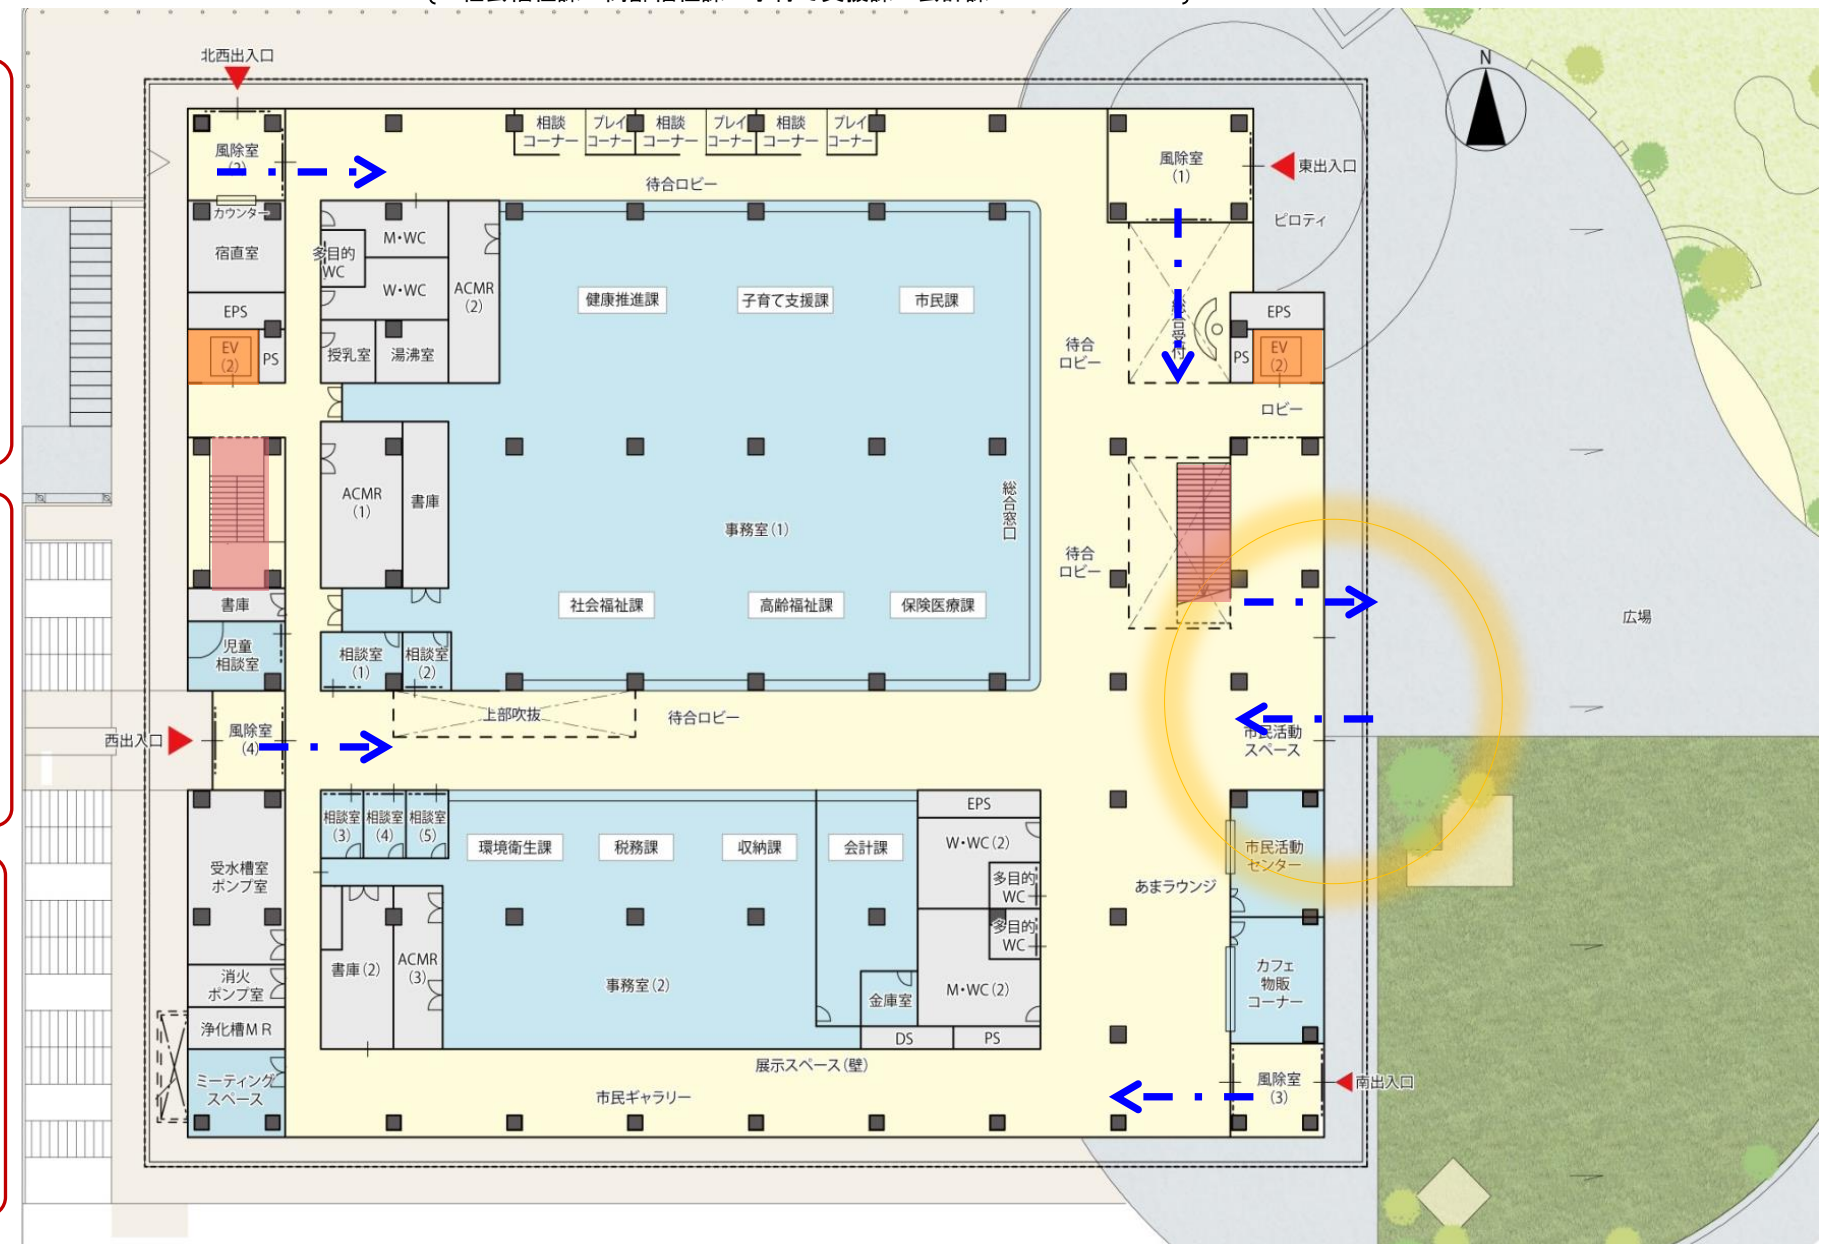 北西出入口
N
風除室
相談
コーナー
プレイ
コーナー
相談
コーナー
プレイ
コーナー
相談
コーナー
プレイ
コーナー
待合ロビー
風除室
(1)
東出入口
ピロティ
カウンター
宿直室
EPS
EV
(2)
PS
M・WC
多目的
WC
W・WC
ACMR
(2)
授乳室
湯沸室
健康推進課
子育て支援課
市民課
待合
ロビー
EPS
PS
EV
(2)
ロビー
ACMR
(1)
書庫
事務室(1)
総合窓口
待合
ロビー
広場
書庫
児童
相談室
相談室
(1)
相談室
(2)
社会福祉課
高齢福祉課
保険医療課
西出入口
風除室
(4)
上部吹抜
待合ロビー
市民活動
スペース
受水槽室
ポンプ室
相談室
(3)
相談室
(4)
相談室
(5)
環境衛生課
税務課
収納課
会計課
EPS
W・WC(2)
多目的
WC
多目的
WC
M・WC(2)
あまラウンジ
市民活動
センター
消火
ポンプ室
書庫(2)
ACMR
(3)
事務室(2)
金庫室
カフェ
物販
コーナー
浄化槽MR
DS
PS
ミーティング
スペース
展示スペース(壁)
市民ギャラリー
風除室
(3)
南出入口